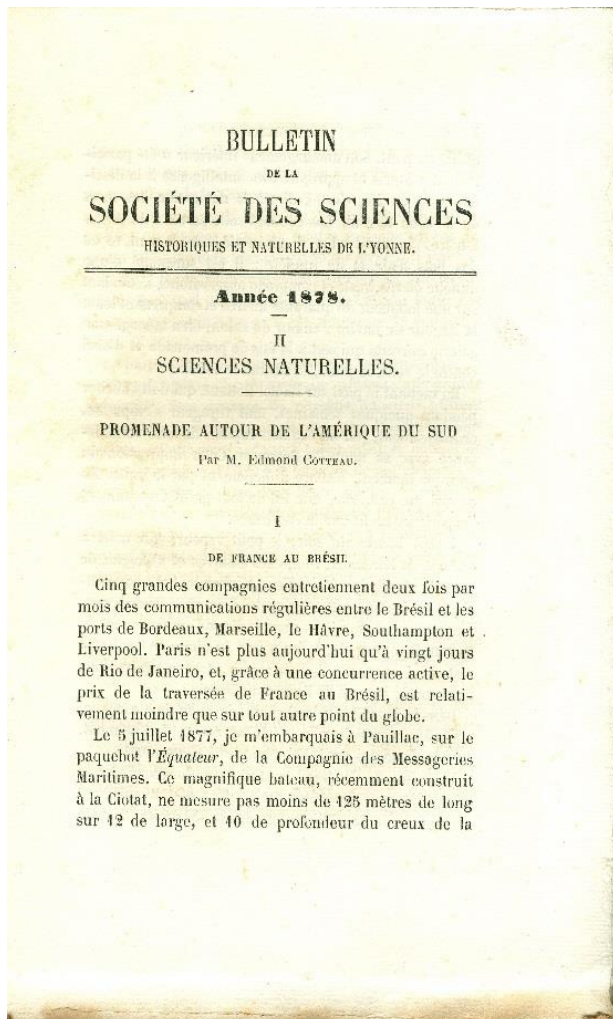 BULLETIN
DE LA
SOCIÉTÉ DES SCIENCES
HISTORIQUES ET NATURELLES DE L'YONNE.
Année 1878.
II
SCIENCES NATURELLES.
PROMENADE AUTOUR DE L'AMÉRIQUE DU SUD
Par M. Edmond COTTEAU.
I
DE FRANCE AU BRÉSIL
Cinq grandes compagnies entretiennent deux fois par
mois des communications régulières entre le Brésil et les
ports de Bordeaux, Marseille, le Hâvre, Southampton et
Liverpool. Paris n'est plus aujourd'hui qu'à vingt jours
de Rio de Janeiro, et, grâce à une concurrence active, le
prix de la traversée de France au Brésil, est relati-
vement moindre que sur tout autre point du globe.
Le 5 juillet 1877, je m'embarquais à Pauillac, sur le
paquebot l'Équateur, de la Compagnie des Messageries
Maritimes. Ce magnifique bateau, récemment construit
à la Ciotat, ne mesure pas moins de 125 mètres de long
sur 12 de large, et 10 de profondeur du creux de la